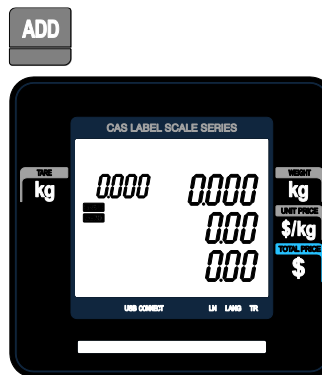 ADD
CAS LABEL SCALE SERIES
TARE
kg
0.000
0.000
WEIGHT
kg
0.00
UNIT PRICE
$/kg
0.00
TOTAL PRICE
$
USB CONNECT
LN LANG TR